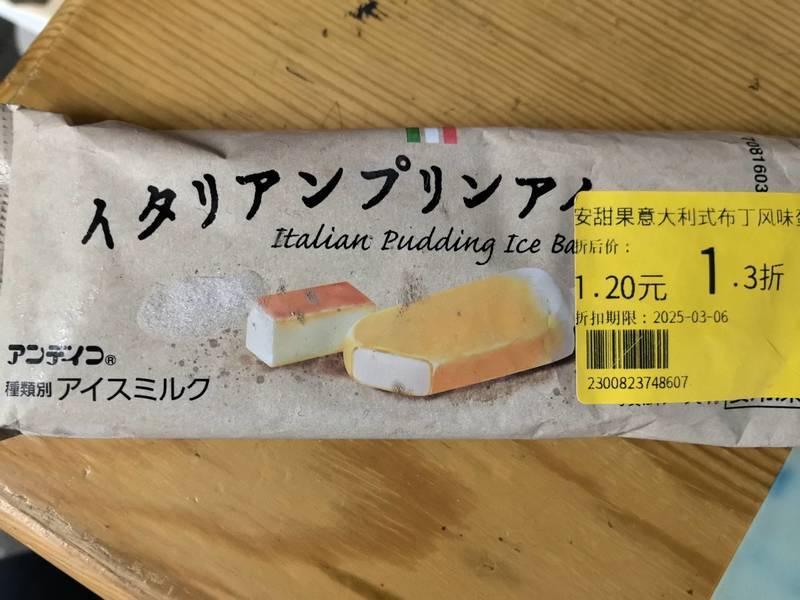 イタリアンプリンアイ
Italian Pudding Ice Ba
アンデイコ®
種類別 アイスミルク
7081603
安甜果意大利式布丁风味
折后价：
1.20元
1.3折
折扣期限：2025-03-06
2300823748607